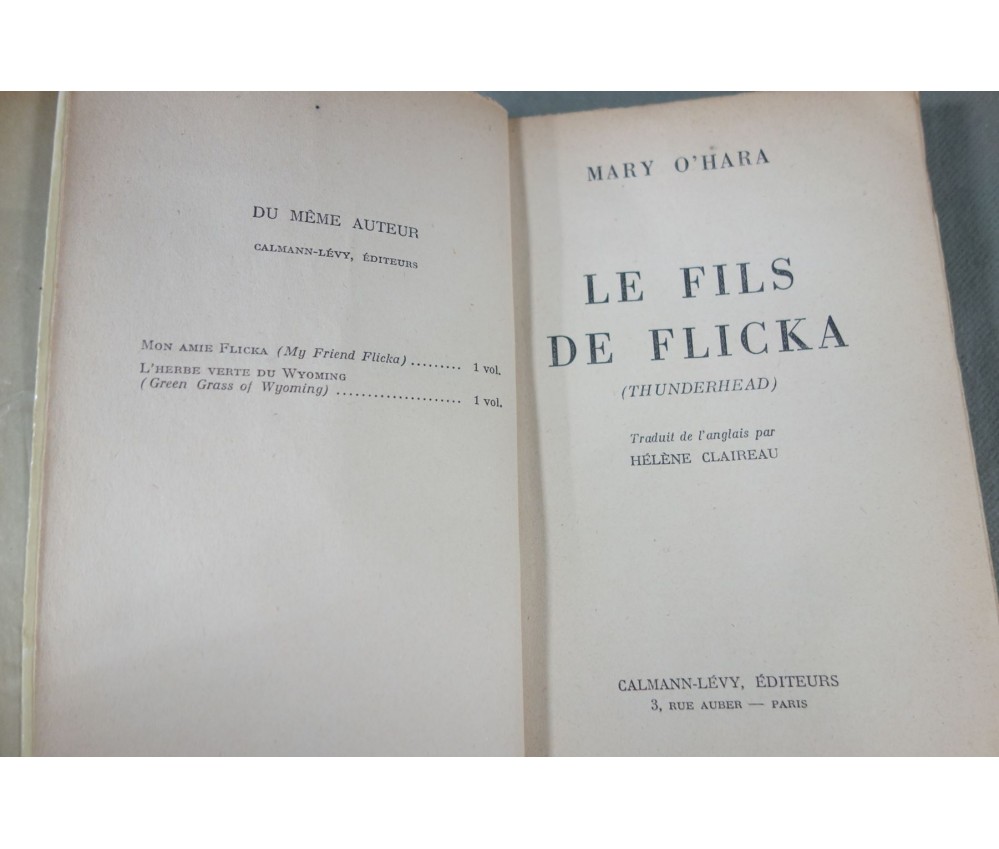 DU MÊME AUTEUR
CALMANN-LÉVY, ÉDITEURS
MON AMIE FLICKA (My Friend Flicka) ......... 1 vol.
L'HERBE VERTE DU WYOMING
(Green Grass of Wyoming) ..................... 1 vol.
MARY O'HARA
LE FILS
DE FLICKA
(THUNDERHEAD)
Traduit de l'anglais par
HÉLÈNE CLAIREAU
CALMANN-LÉVY, ÉDITEURS
3, RUE AUBER — PARIS